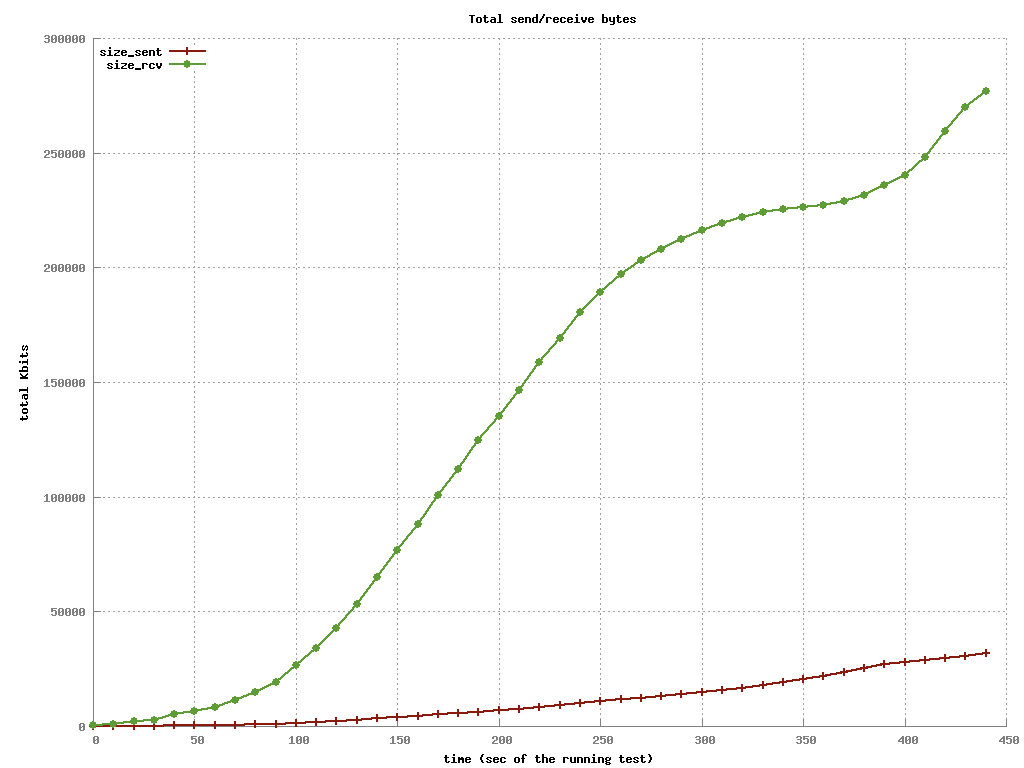 Total send/receive bytes
300000
size_sent
size_rcv
250000
200000
150000
total Kbits
100000
50000
0
0 50 100 150 200 250 300 350 400 450
time (sec of the running test)